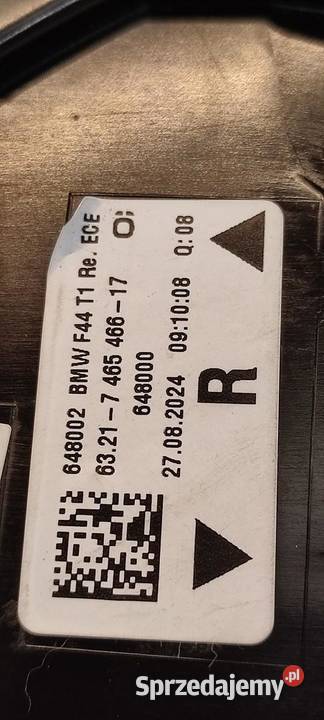 648002 BMW F44 T1 Re. ECE
63.21-7 465 466-17
648000
27.08.2024 09:10:08 Q: 08
R
Sprzedajemy.pl